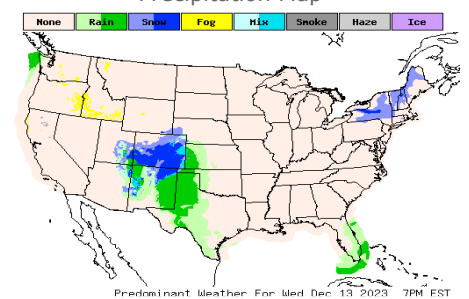 Precipitation Map
None Rain Snow Fog Mix Smoke Haze Ice
Predominant Weather For Wed Dec 13 2023 7PM EST